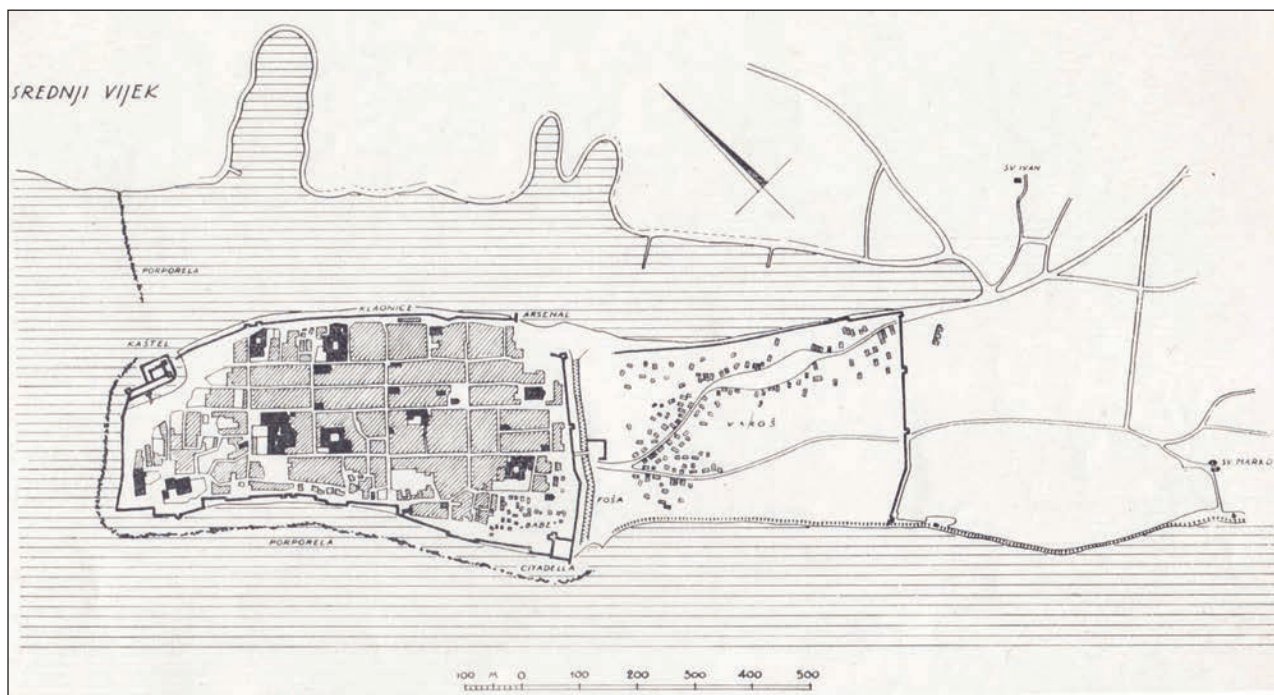 SREDNJI VIJEK
SV. IVAN
PORPORELA
KLAONICE
ARSENAL
KAŠTEL
VAROŠ
SV. MARKO
FOŠA
"BABE"
PORPORELA
CITADELLA
100 M 0 100 200 300 400 500